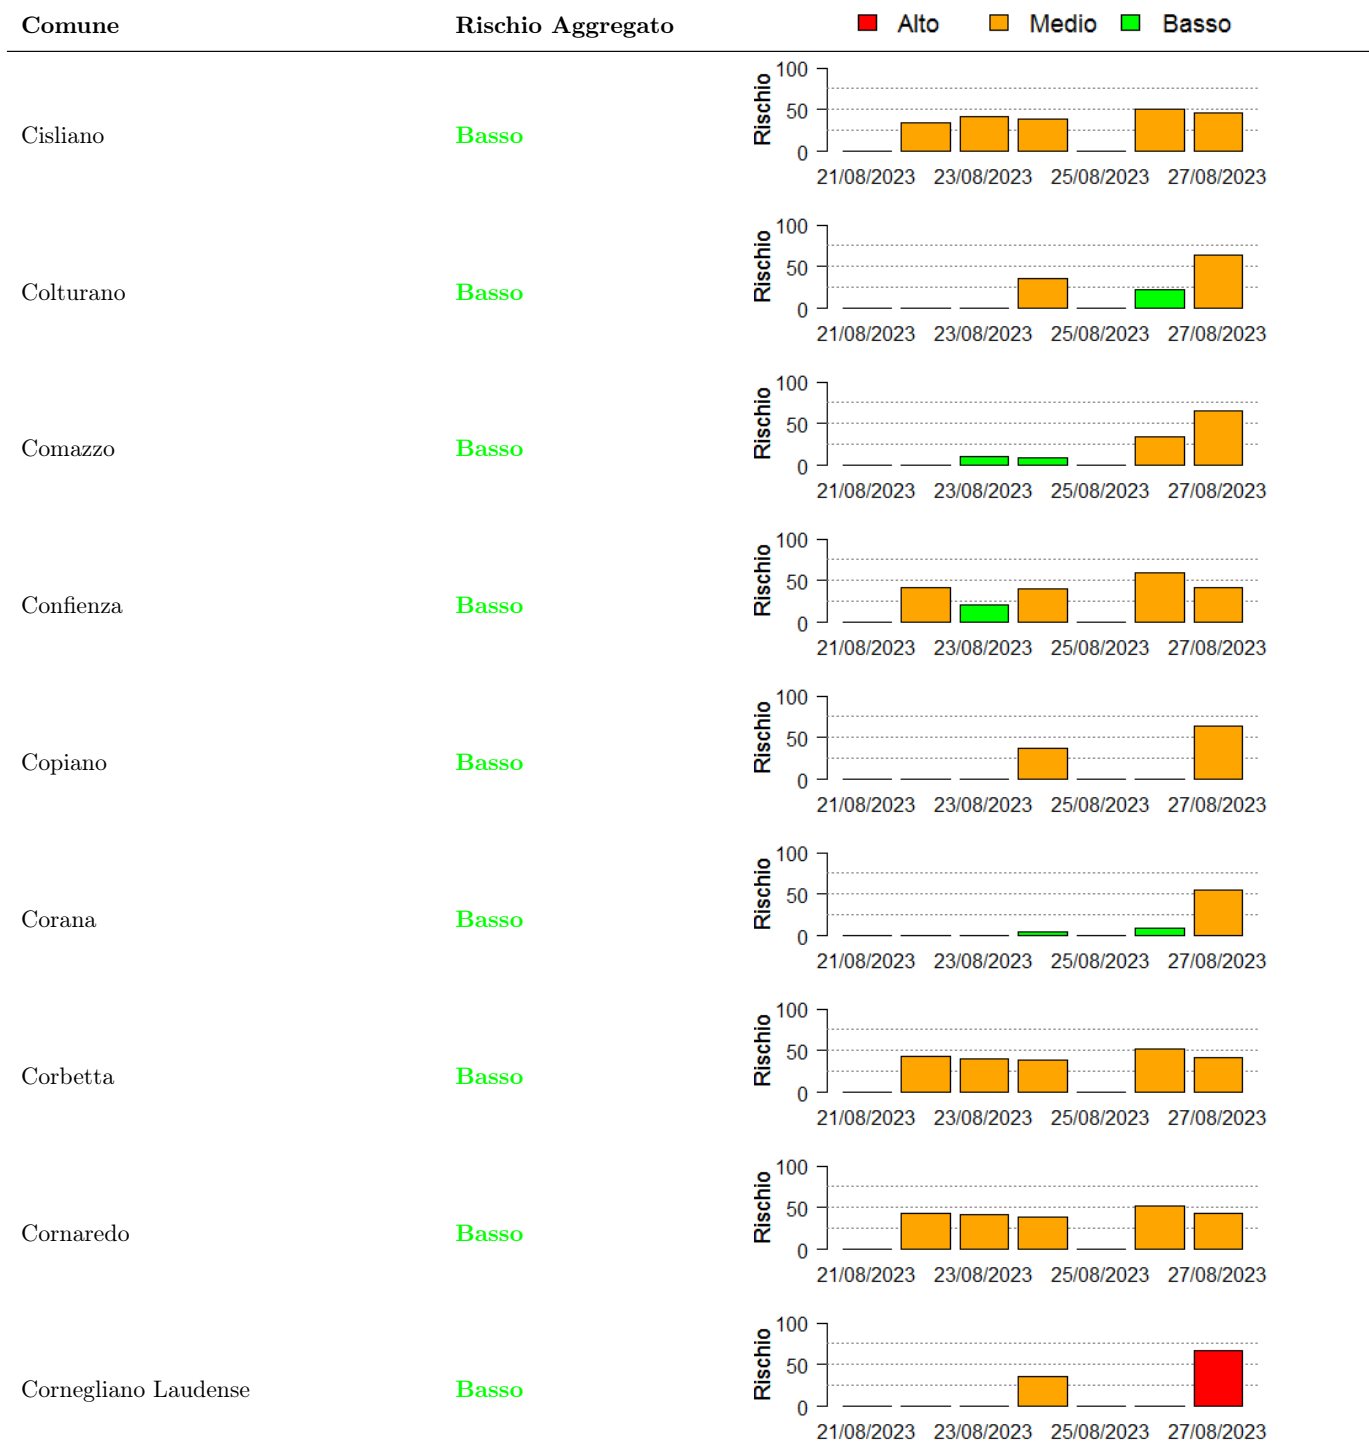 Comune Rischio Aggregato Alto Medio Basso
Cisliano Basso Rischio 100 50 0
21/08/2023 23/08/2023 25/08/2023 27/08/2023
Colturano Basso Rischio 100 50 0
21/08/2023 23/08/2023 25/08/2023 27/08/2023
Comazzo Basso Rischio 100 50 0
21/08/2023 23/08/2023 25/08/2023 27/08/2023
Confienza Basso Rischio 100 50 0
21/08/2023 23/08/2023 25/08/2023 27/08/2023
Copiano Basso Rischio 100 50 0
21/08/2023 23/08/2023 25/08/2023 27/08/2023
Corana Basso Rischio 100 50 0
21/08/2023 23/08/2023 25/08/2023 27/08/2023
Corbetta Basso Rischio 100 50 0
21/08/2023 23/08/2023 25/08/2023 27/08/2023
Cornaredo Basso Rischio 100 50 0
21/08/2023 23/08/2023 25/08/2023 27/08/2023
Cornegliano Laudense Basso Rischio 100 50 0
21/08/2023 23/08/2023 25/08/2023 27/08/2023